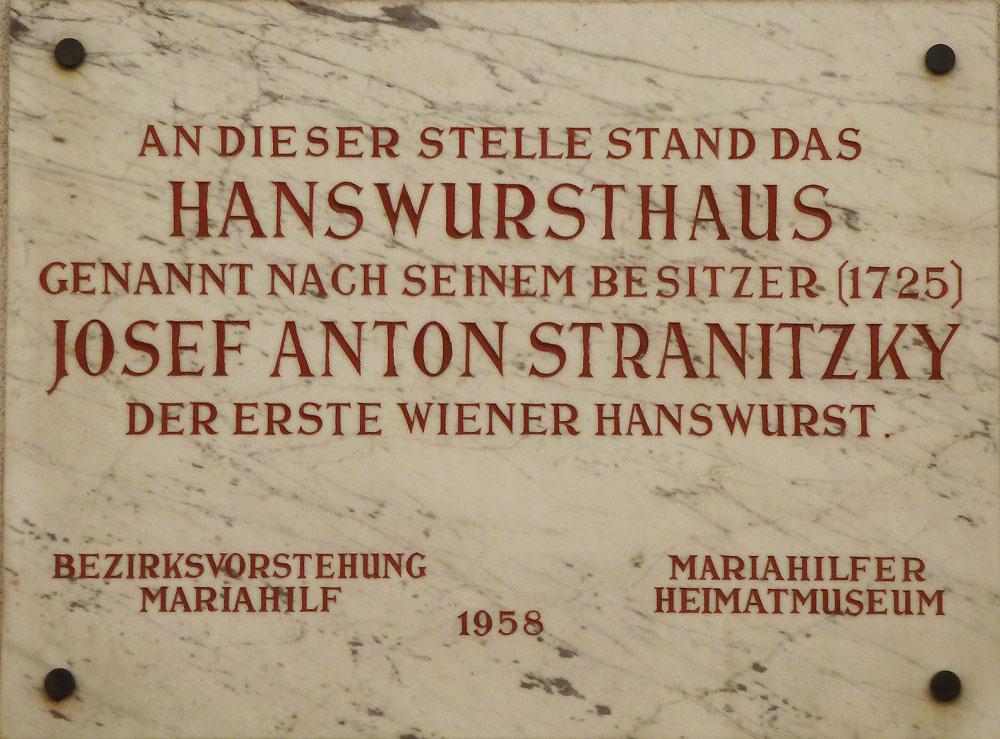 AN DIESER STELLE STAND DAS
HANSWURSTHAUS
GENANNT NACH SEINEM BESITZER (1725)
JOSEF ANTON STRANITZKY
DER ERSTE WIENER HANSWURST.
BEZIRKSVORSTEHUNG
MARIAHILF
1958
MARIAHILFER
HEIMATMUSEUM